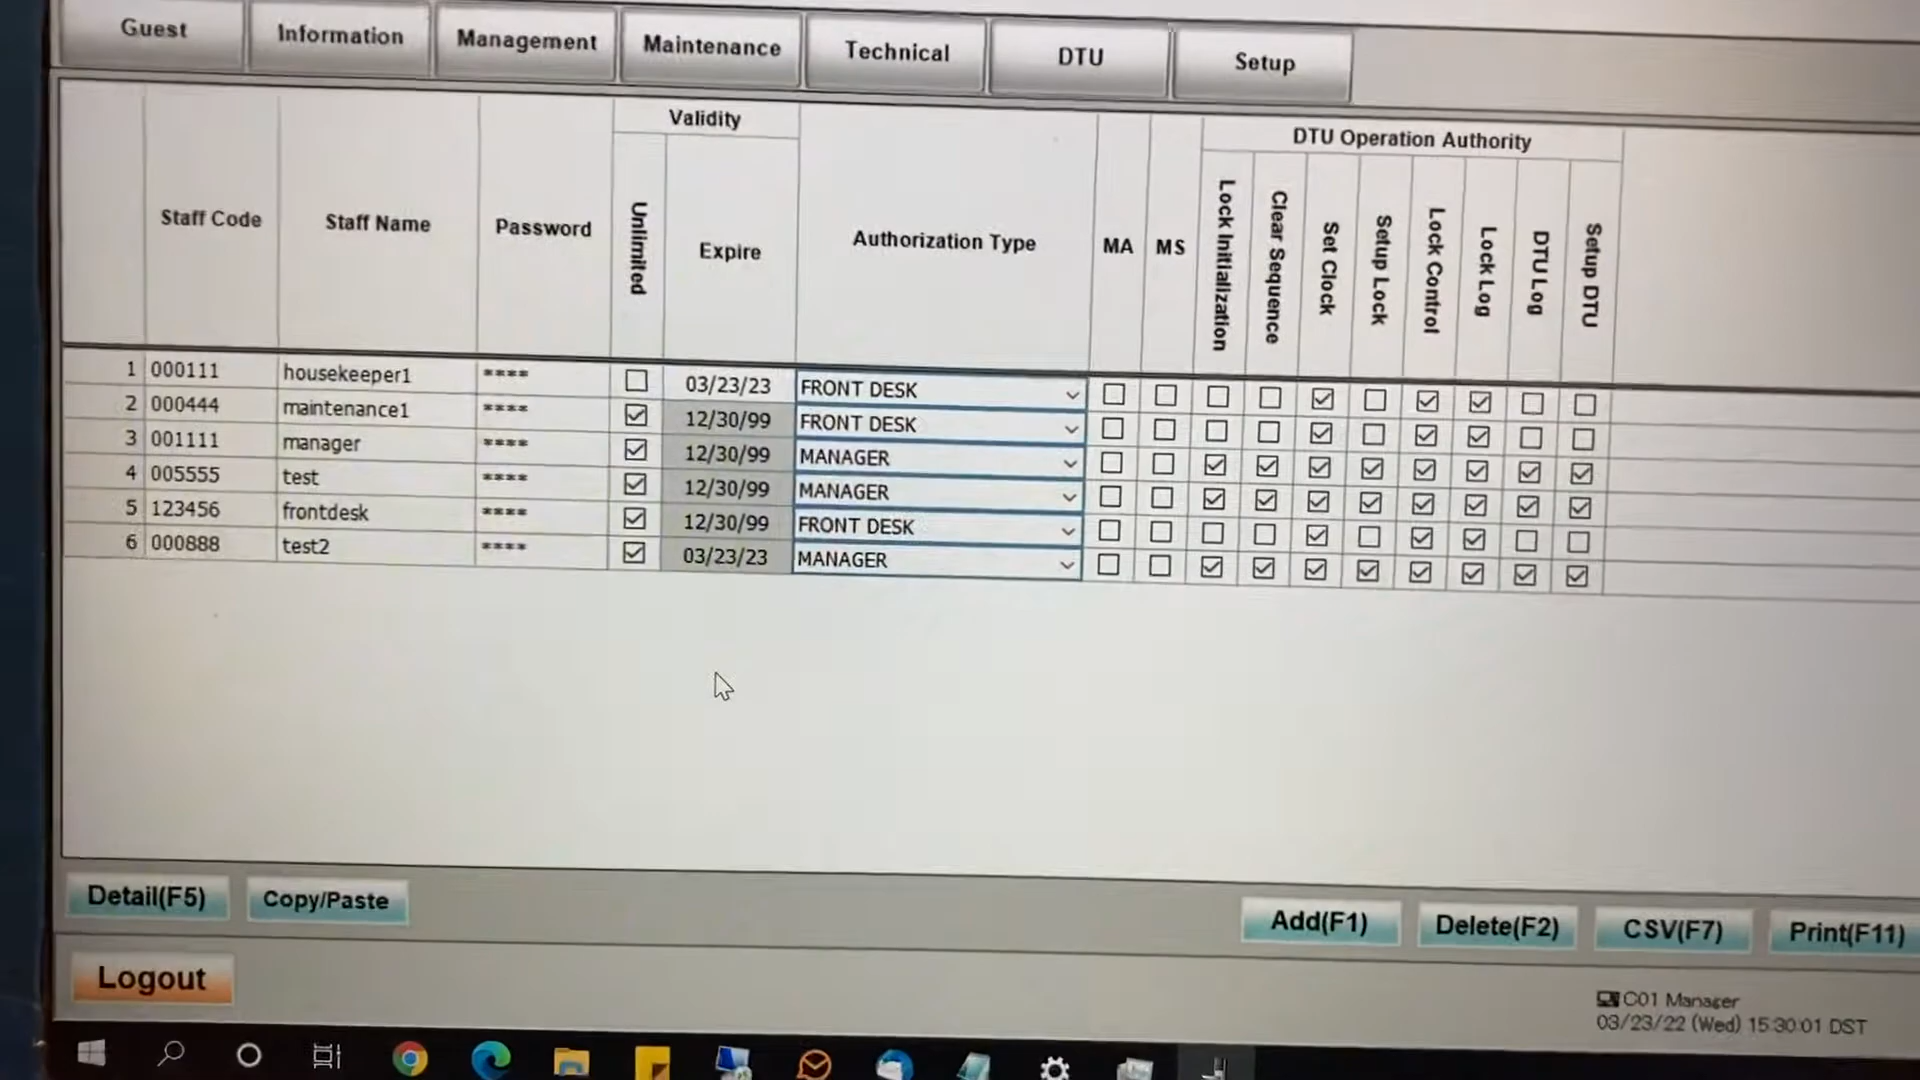 Guest Information Management Maintenance Technical DTU Setup
Validity
DTU Operation Authority
Staff Code Staff Name Password Unlimited Expire Authorization Type MA MS Lock Initialization Clear Sequence Set Clock Setup Lock Lock Control Lock Log DTU Log Setup DTU
1 000111 housekeeper1 **** 03/23/23 FRONT DESK
2 000444 maintenance1 **** 12/30/99 FRONT DESK
3 001111 manager **** 12/30/99 MANAGER
4 005555 test **** 12/30/99 MANAGER
5 123456 frontdesk **** 12/30/99 FRONT DESK
6 000888 test2 **** 03/23/23 MANAGER
Detail(F5) Copy/Paste Add(F1) Delete(F2) CSV(F7) Print(F11)
Logout
C01 Manager
03/23/22 (Wed) 15:30:01 DST